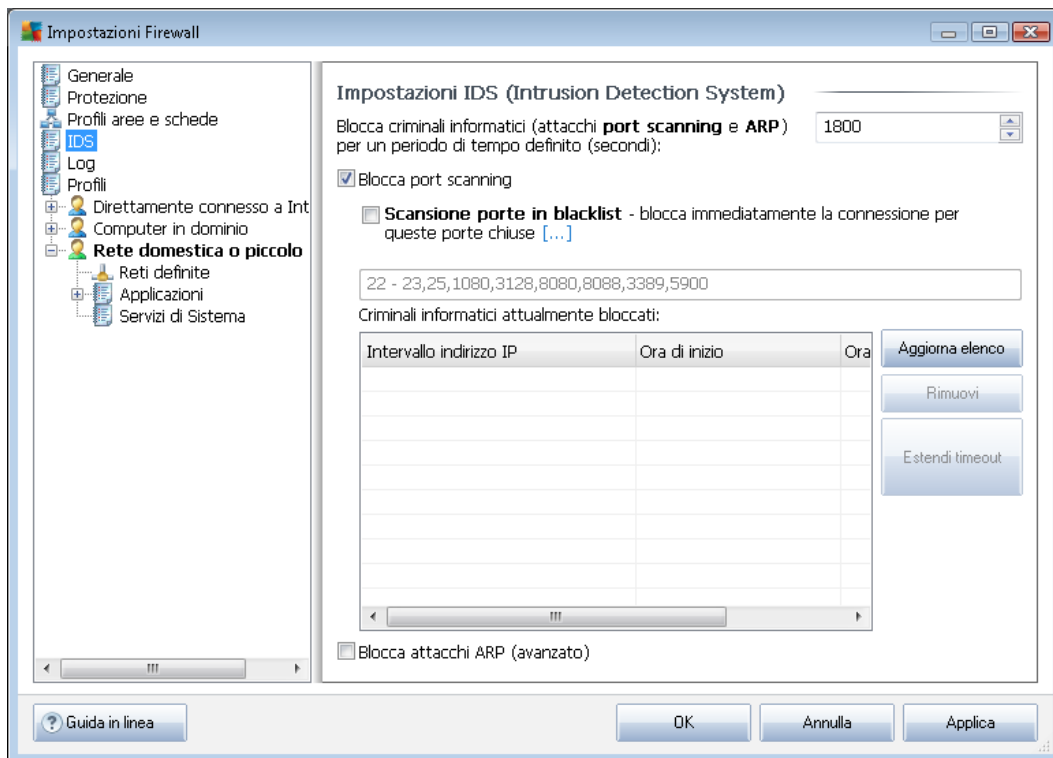 Impostazioni Firewall
Generale
Protezione
Profili aree e schede
IDS
Log
Profili
Direttamente connesso a Int
Computer in dominio
Rete domestica o piccolo
Reti definite
Applicazioni
Servizi di Sistema
Impostazioni IDS (Intrusion Detection System)
Blocca criminali informatici (attacchi port scanning e ARP)
per un periodo di tempo definito (secondi):
1800
Blocca port scanning
Scansione porte in blacklist - blocca immediatamente la connessione per
queste porte chiuse [...]
22 - 23,25,1080,3128,8080,8088,3389,5900
Criminali informatici attualmente bloccati:
Intervallo indirizzo IP
Ora di inizio
Ora
Aggiorna elenco
Rimuovi
Estendi timeout
Blocca attacchi ARP (avanzato)
Guida in linea
OK
Annulla
Applica